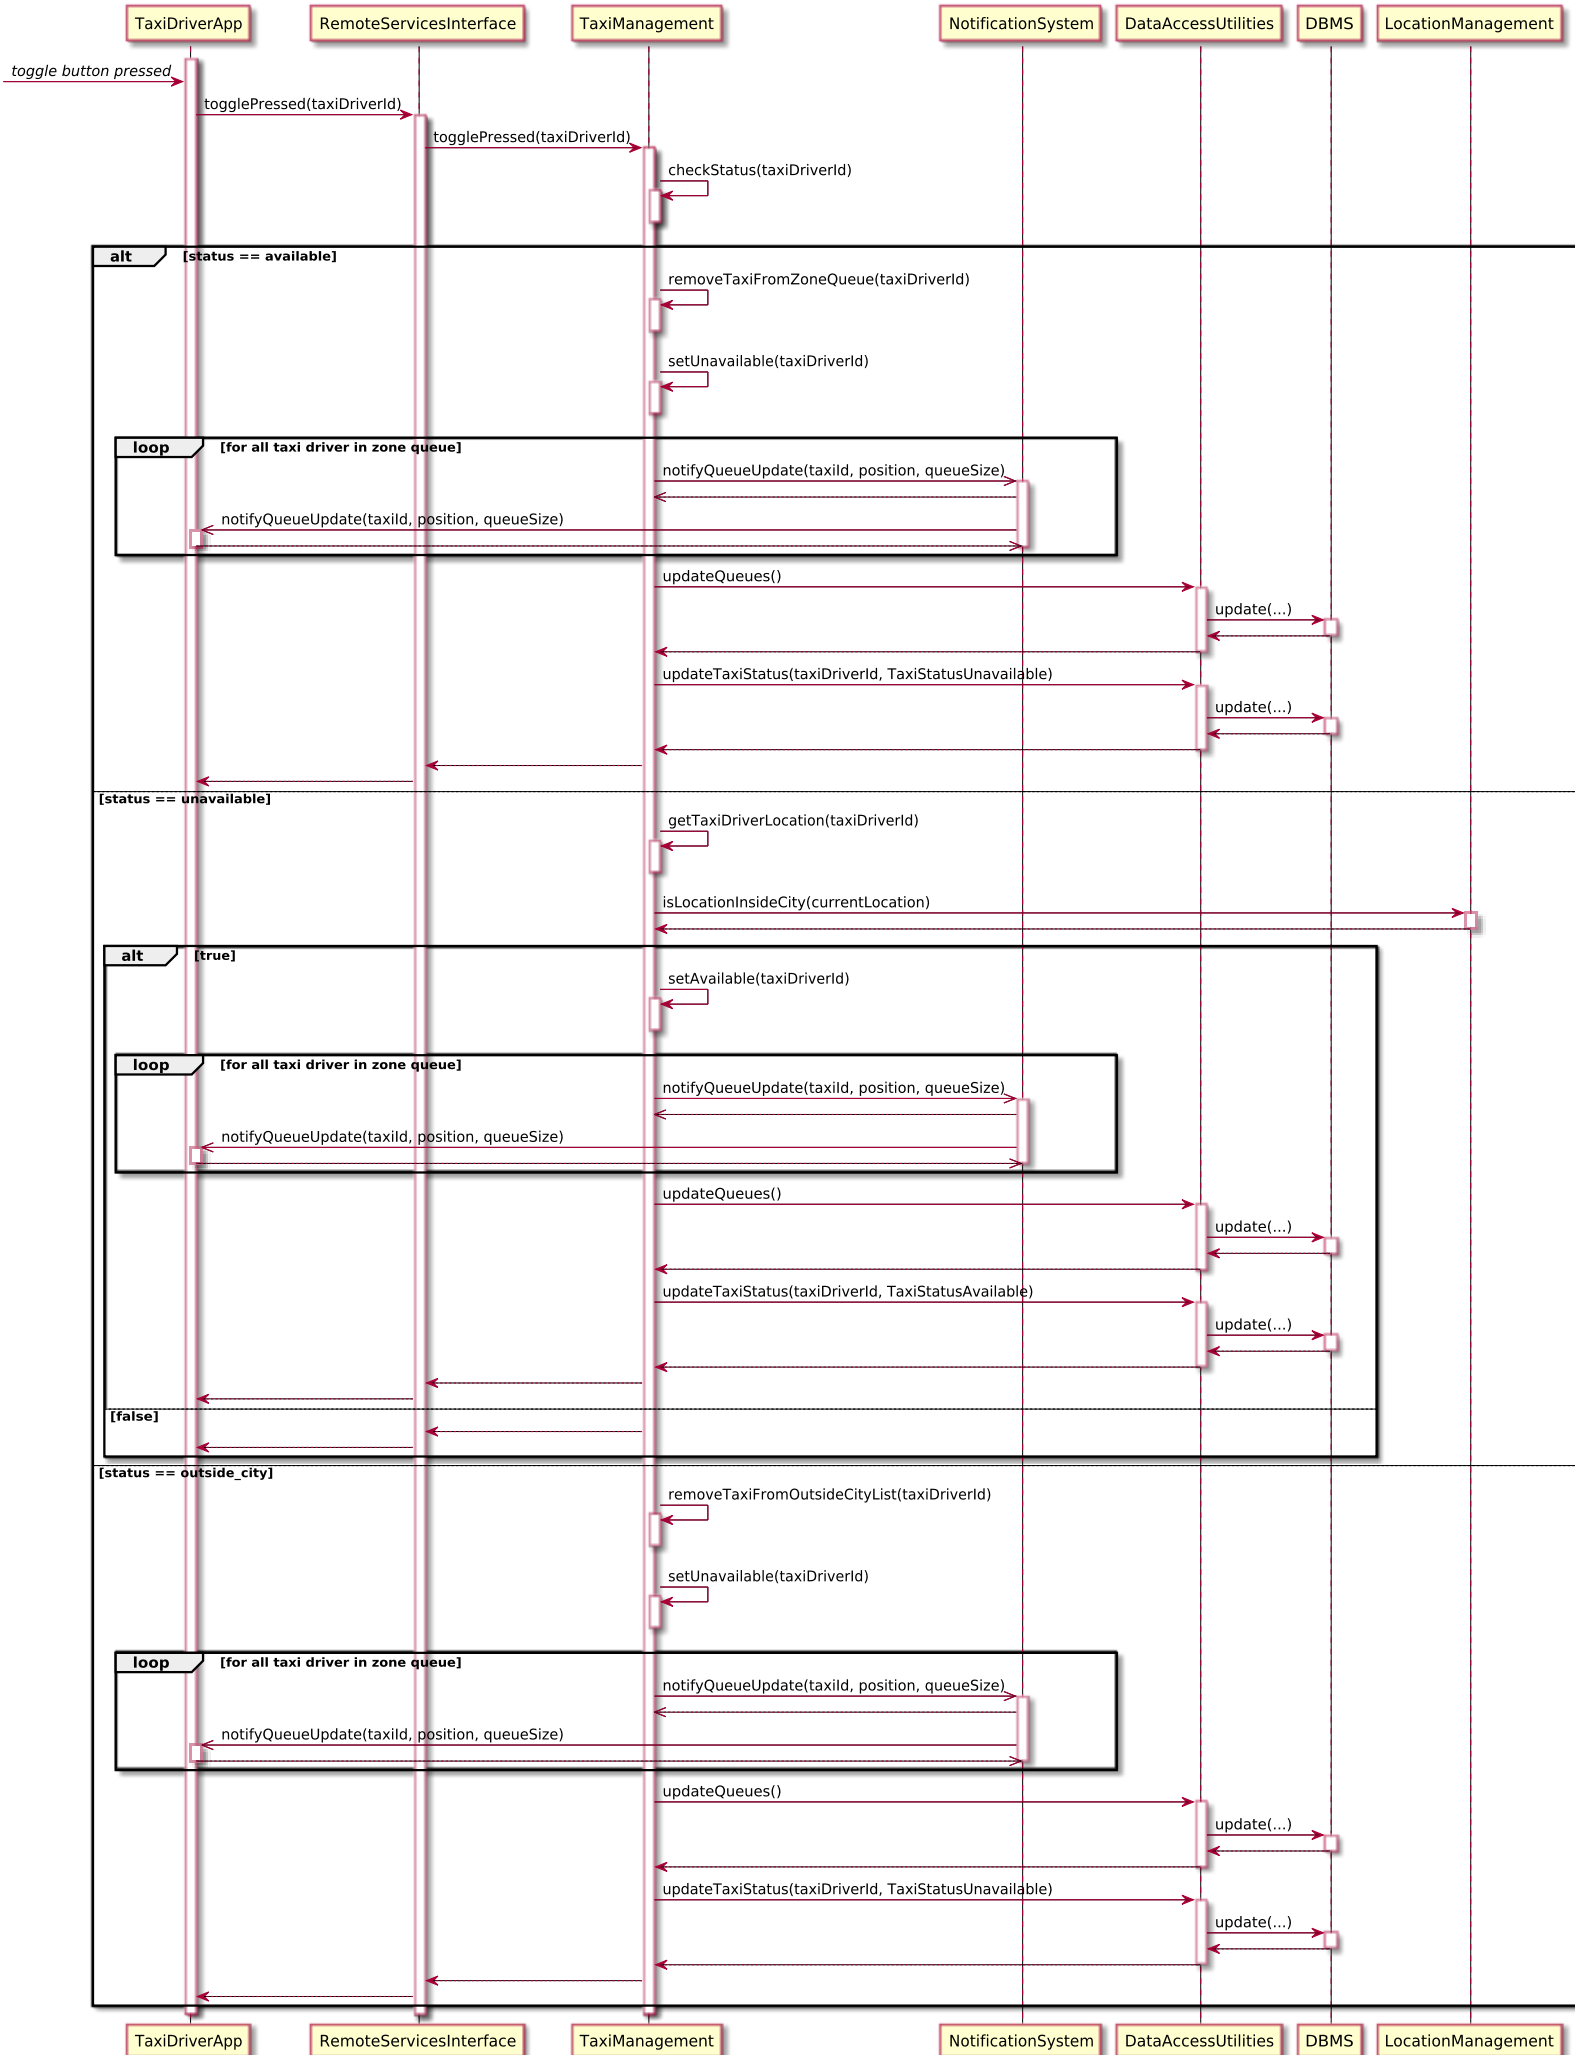 TaxiDriverApp RemoteServicesInterface TaxiManagement NotificationSystem DataAccessUtilities DBMS LocationManagement
toggle button pressed
togglePressed(taxiDriverId)
togglePressed(taxiDriverId)
checkStatus(taxiDriverId)
alt [status == available]
removeTaxiFromZoneQueue(taxiDriverId)
setUnavailable(taxiDriverId)
loop [for all taxi driver in zone queue]
notifyQueueUpdate(taxiId, position, queueSize)
notifyQueueUpdate(taxiId, position, queueSize)
updateQueues()
update(...)
updateTaxiStatus(taxiDriverId, TaxiStatusUnavailable)
update(...)
[status == unavailable]
getTaxiDriverLocation(taxiDriverId)
isLocationInsideCity(currentLocation)
alt [true]
setAvailable(taxiDriverId)
loop [for all taxi driver in zone queue]
notifyQueueUpdate(taxiId, position, queueSize)
notifyQueueUpdate(taxiId, position, queueSize)
updateQueues()
update(...)
updateTaxiStatus(taxiDriverId, TaxiStatusAvailable)
update(...)
[false]
[status == outside_city]
removeTaxiFromOutsideCityList(taxiDriverId)
setUnavailable(taxiDriverId)
loop [for all taxi driver in zone queue]
notifyQueueUpdate(taxiId, position, queueSize)
notifyQueueUpdate(taxiId, position, queueSize)
updateQueues()
update(...)
updateTaxiStatus(taxiDriverId, TaxiStatusUnavailable)
update(...)
TaxiDriverApp RemoteServicesInterface TaxiManagement NotificationSystem DataAccessUtilities DBMS LocationManagement